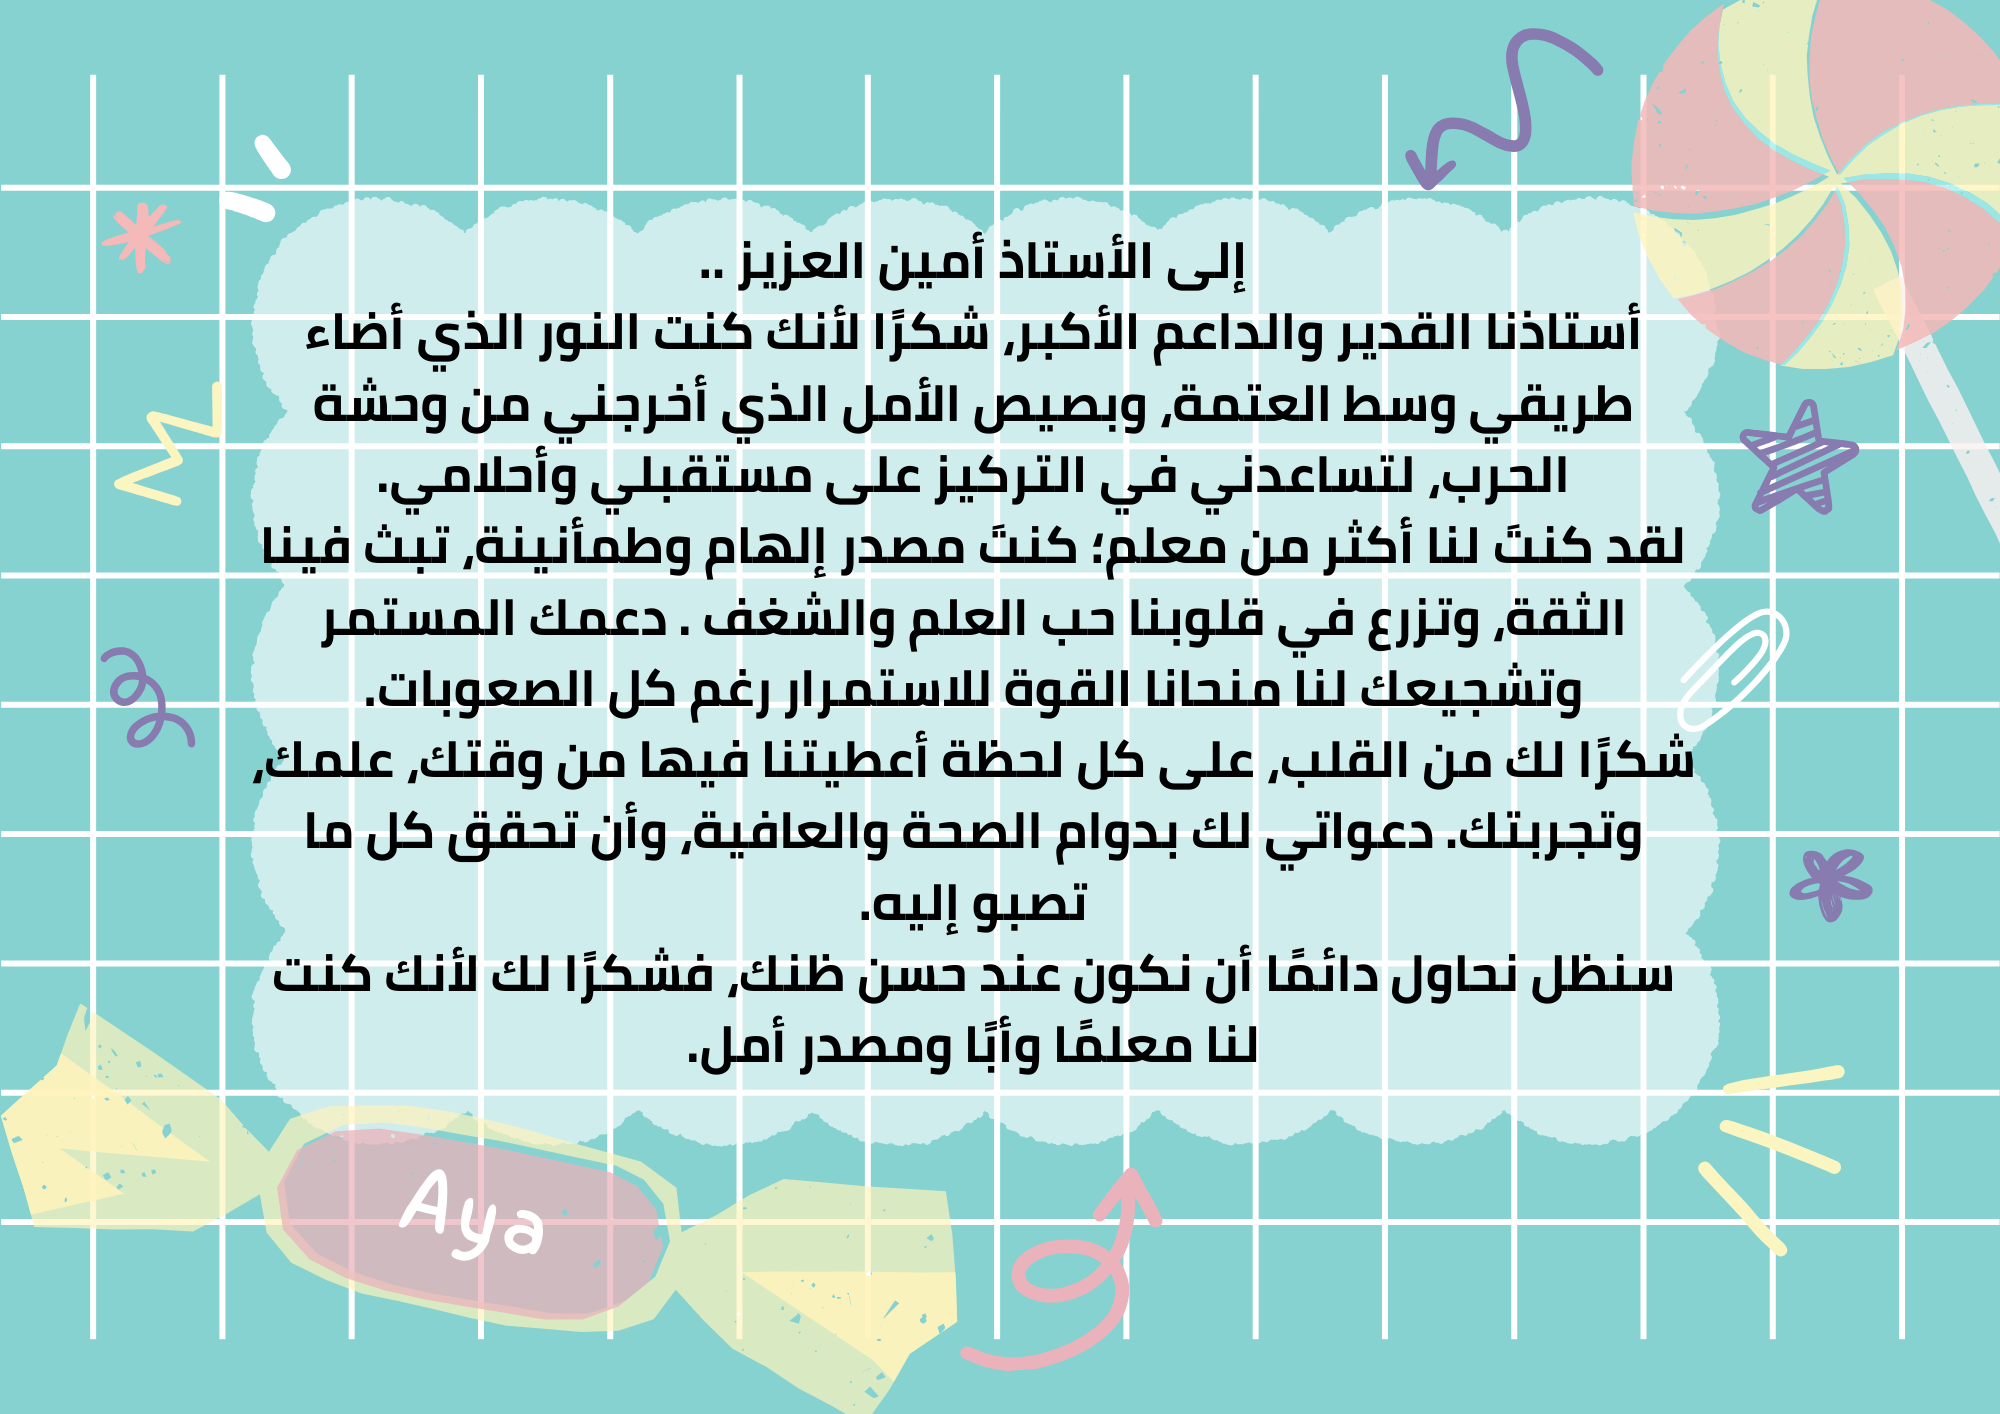 إلى الأستاذ أمين العزيز ..
أستاذنا القدير والداعم الأكبر، شكرًا لأنك كنت النور الذي أضاء
طريقي وسط العتمة، وبصيص الأمل الذي أخرجني من وحشة
الحرب، لتساعدني في التركيز على مستقبلي وأحلامي.
لقد كنتَ لنا أكثر من معلم؛ كنتَ مصدر إلهام وطمأنينة، تبث فينا
الثقة، وتزرع في قلوبنا حب العلم والشغف . دعمك المستمر
وتشجيعك لنا منحانا القوة للاستمرار رغم كل الصعوبات.
شكرًا لك من القلب، على كل لحظة أعطيتنا فيها من وقتك، علمك،
وتجربتك. دعواتي لك بدوام الصحة والعافية، وأن تحقق كل ما
تصبو إليه.
سنظل نحاول دائمًا أن نكون عند حسن ظنك، فشكرًا لك لأنك كنت
لنا معلمًا وأبًا ومصدر أمل.
Aya